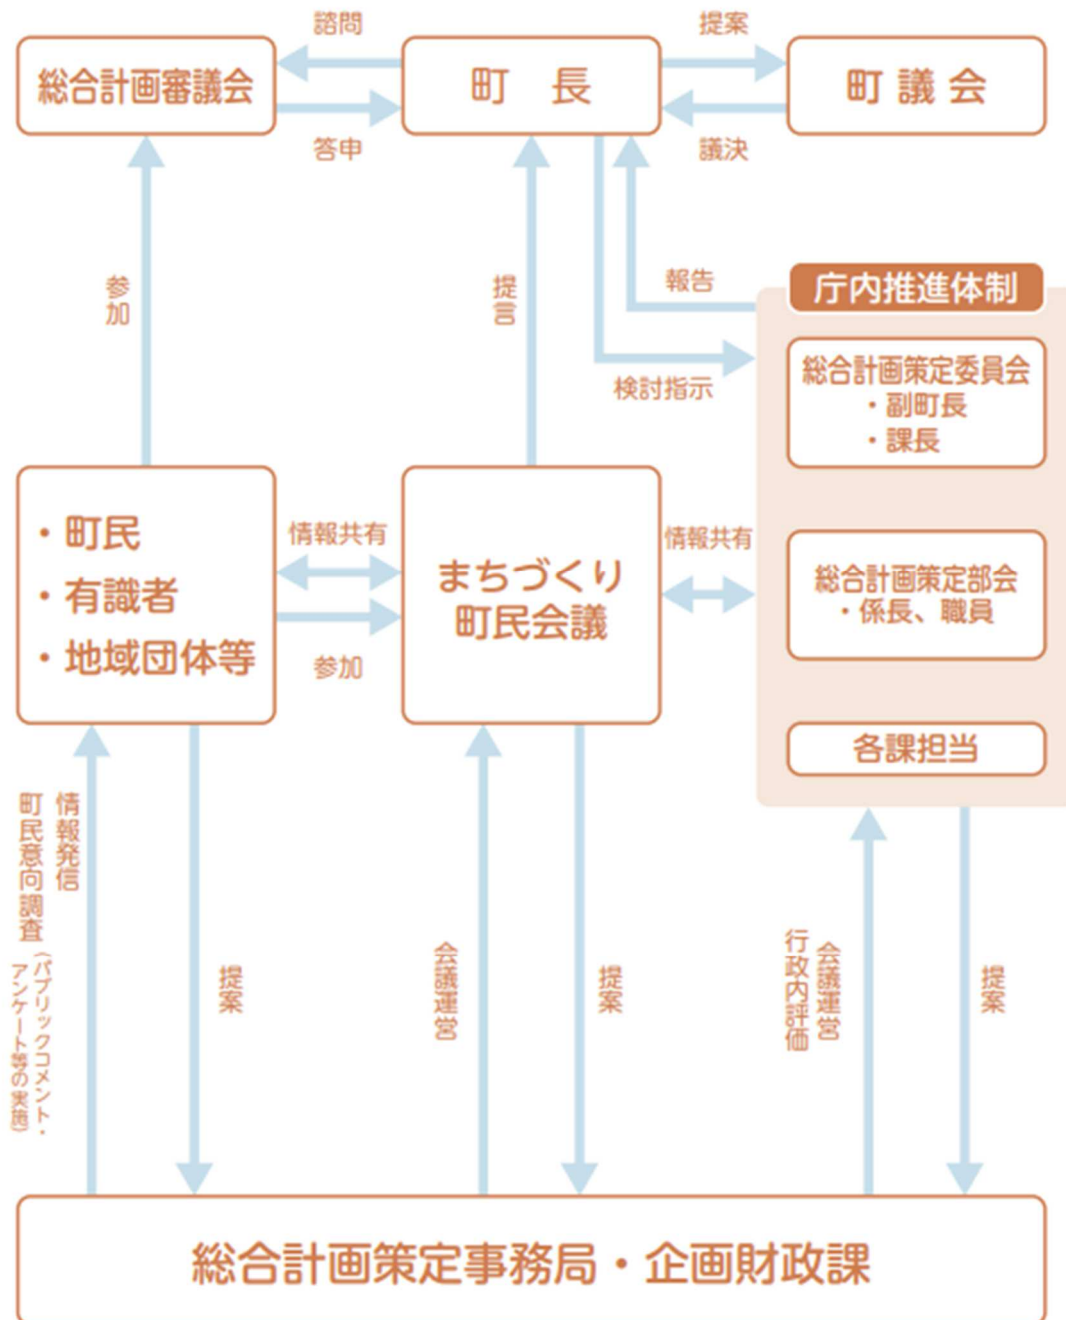 諮問
提案
総合計画審議会
町 長
町 議 会
答申
議決
参加
提言
報告
検討指示
庁内推進体制
総合計画策定委員会
・副町長
・課長
・町民
・有識者
・地域団体等
情報共有
参加
まちづくり
町民会議
情報共有
総合計画策定部会
・係長、職員
各課担当
情報発信
町民意向調査
(パブリックコメント・
アンケート等の実施)
提案
会議運営
提案
会議運営
行政内評価
提案
総合計画策定事務局・企画財政課